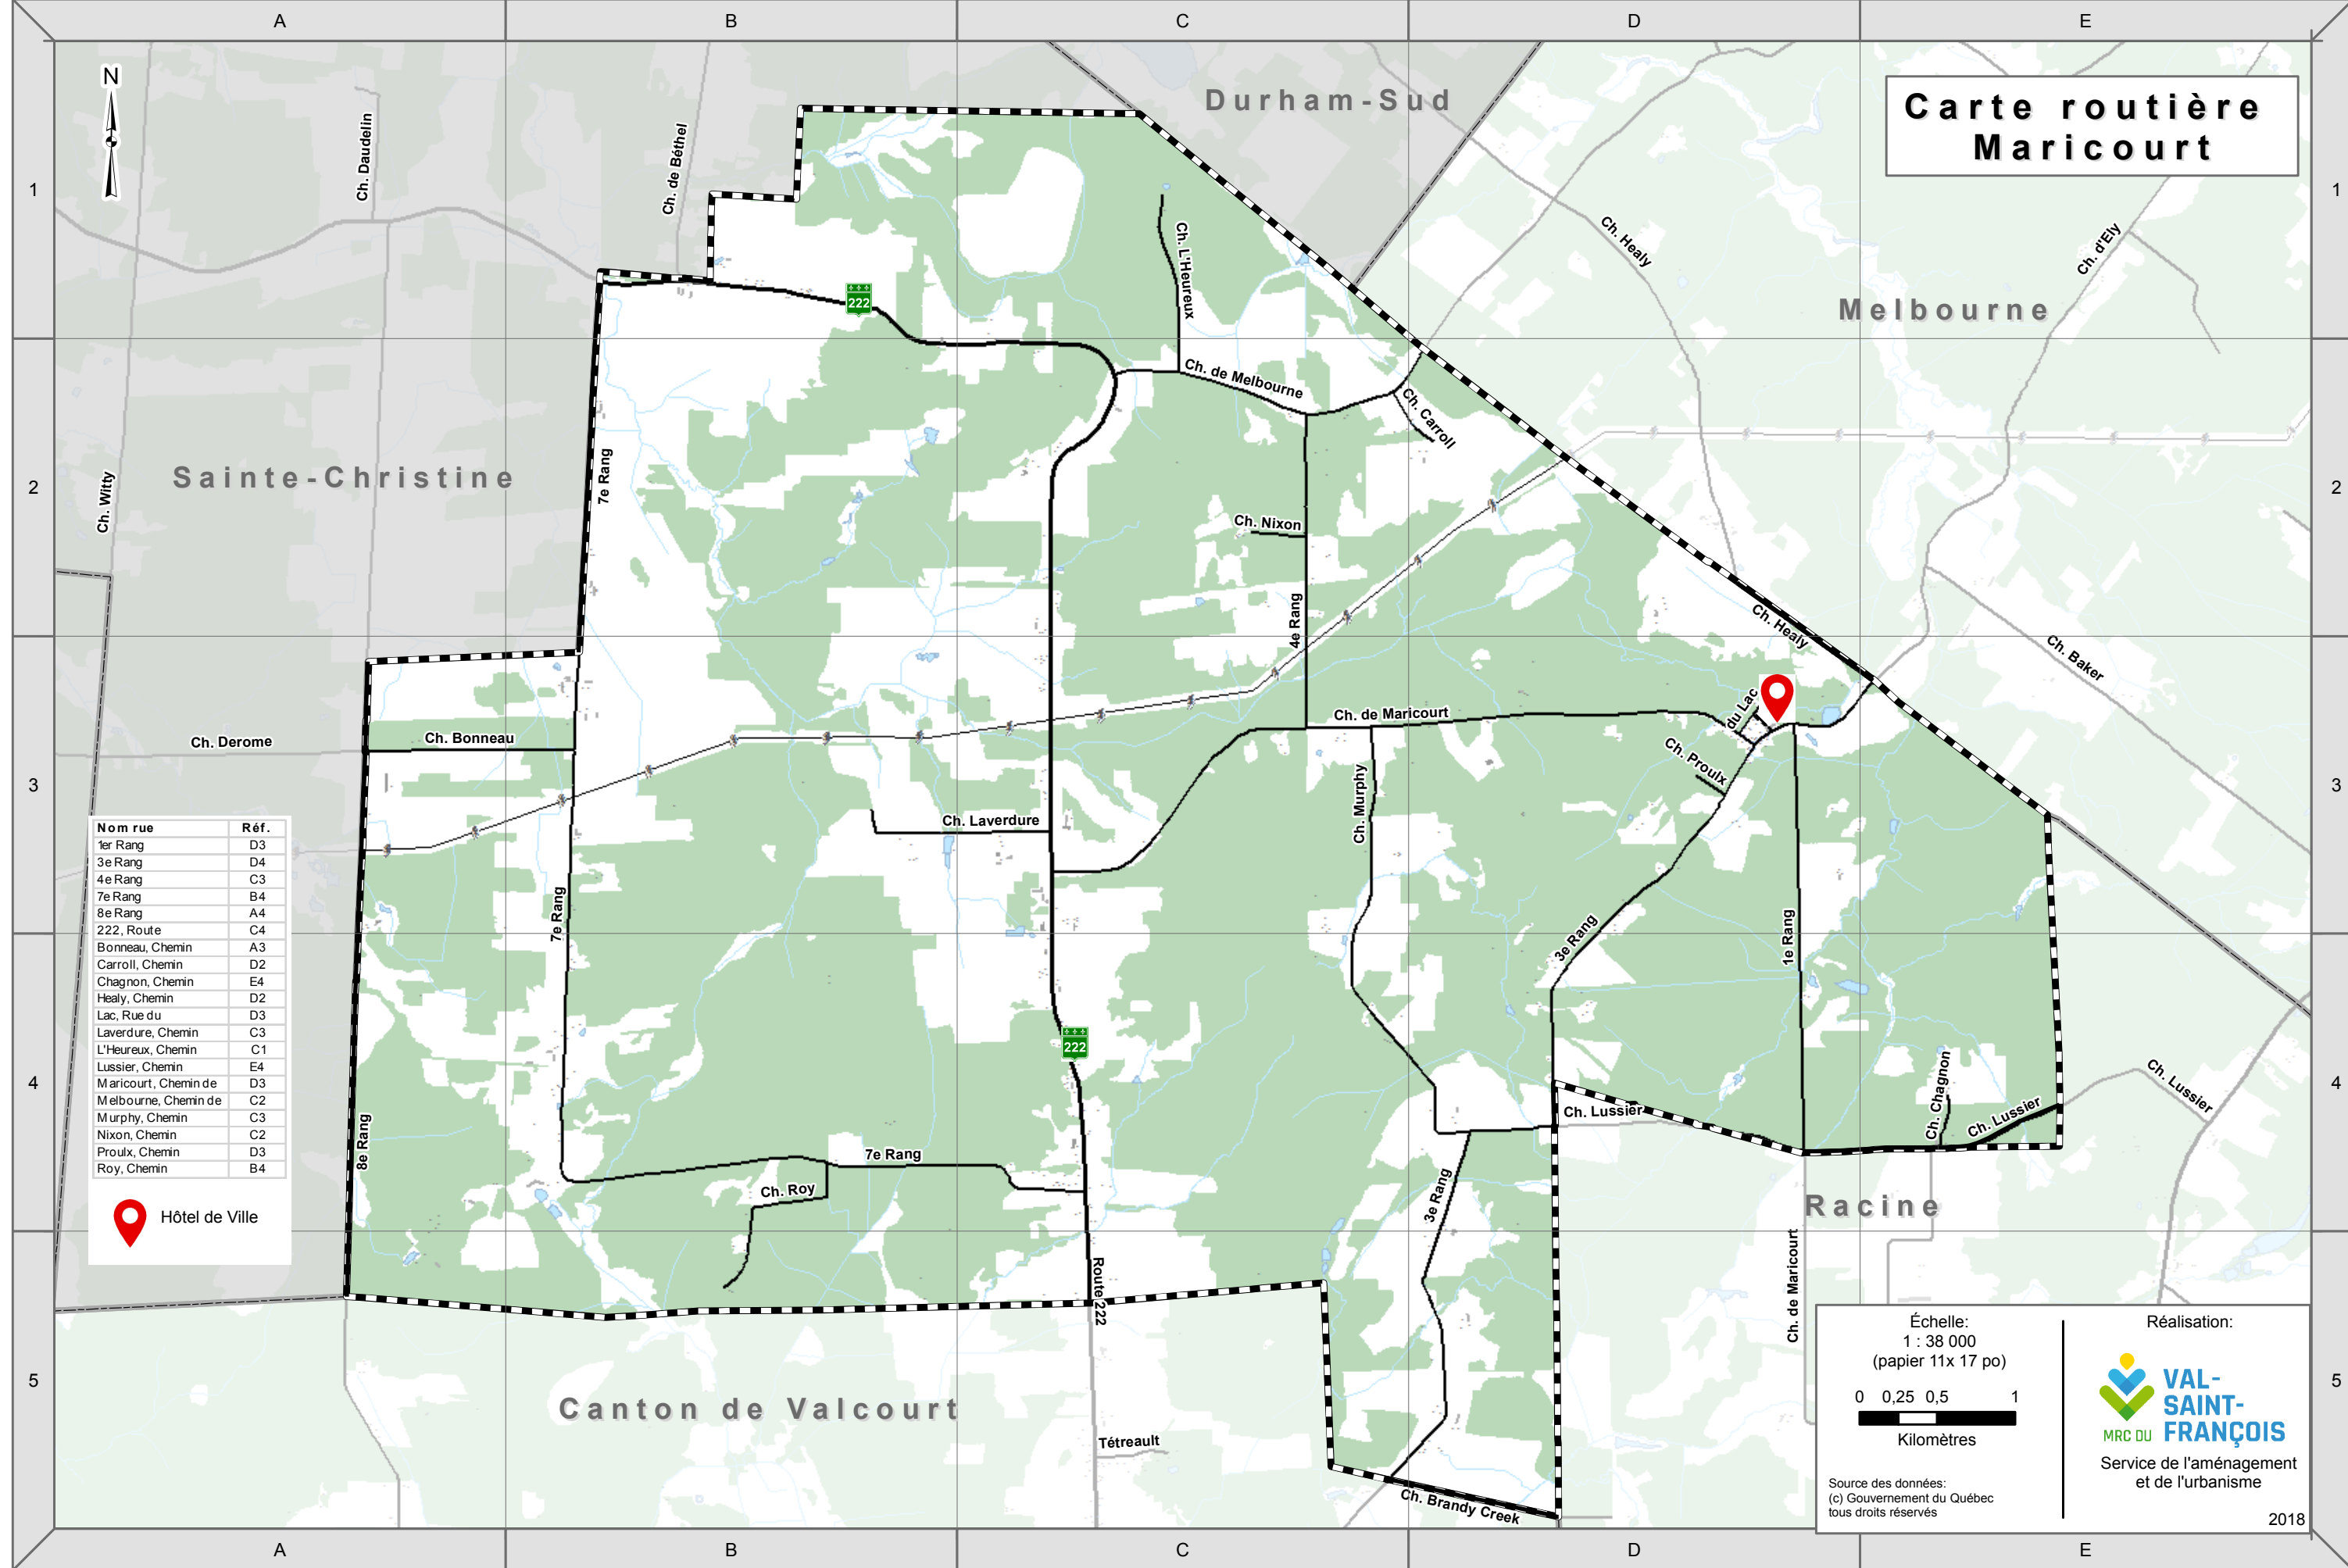 A
B
C
D
E
N
Durham-Sud
Carte routière
Maricourt
1
1
Ch. Daudelin
Ch. de Béthel
Ch. L'Heureux
Ch. Healy
Ch. d'Ely
Melbourne
222
Ch. de Melbourne
Ch. Carroll
Sainte-Christine
Ch. Witty
7e Rang
2
2
Ch. Nixon
4e Rang
Ch. Healy
Ch. Baker
du Lac
Ch. de Maricourt
Ch. Derome
Ch. Bonneau
Ch. Proulx
3
3
Ch. Murphy
Ch. Laverdure
7e Rang
3e Rang
1e Rang
Nom rue Réf.
1er Rang D3
3e Rang D4
4e Rang C3
7e Rang B4
8e Rang A4
222, Route C4
Bonneau, Chemin A3
Carroll, Chemin D2
Chagnon, Chemin E4
Healy, Chemin D2
Lac, Rue du D3
Laverdure, Chemin C3
L'Heureux, Chemin C1
Lussier, Chemin E4
Maricourt, Chemin de D3
Melbourne, Chemin de C2
Murphy, Chemin C3
Nixon, Chemin C2
Proulx, Chemin D3
Roy, Chemin B4
Hôtel de Ville
222
4
4
Ch. Lussier
Ch. Chagnon
Ch. Lussier
Ch. Lussier
8e Rang
7e Rang
Ch. Roy
3e Rang
Racine
Ch. de Maricourt
Route 222
5
5
Canton de Valcourt
Tétreault
Ch. Brandy Creek
Échelle:
1 : 38 000
(papier 11x 17 po)
0 0,25 0,5 1
Kilomètres
Source des données:
(c) Gouvernement du Québec
tous droits réservés
Réalisation:
MRC DU
VAL-
SAINT-
FRANÇOIS
Service de l'aménagement
et de l'urbanisme
2018
A
B
C
D
E